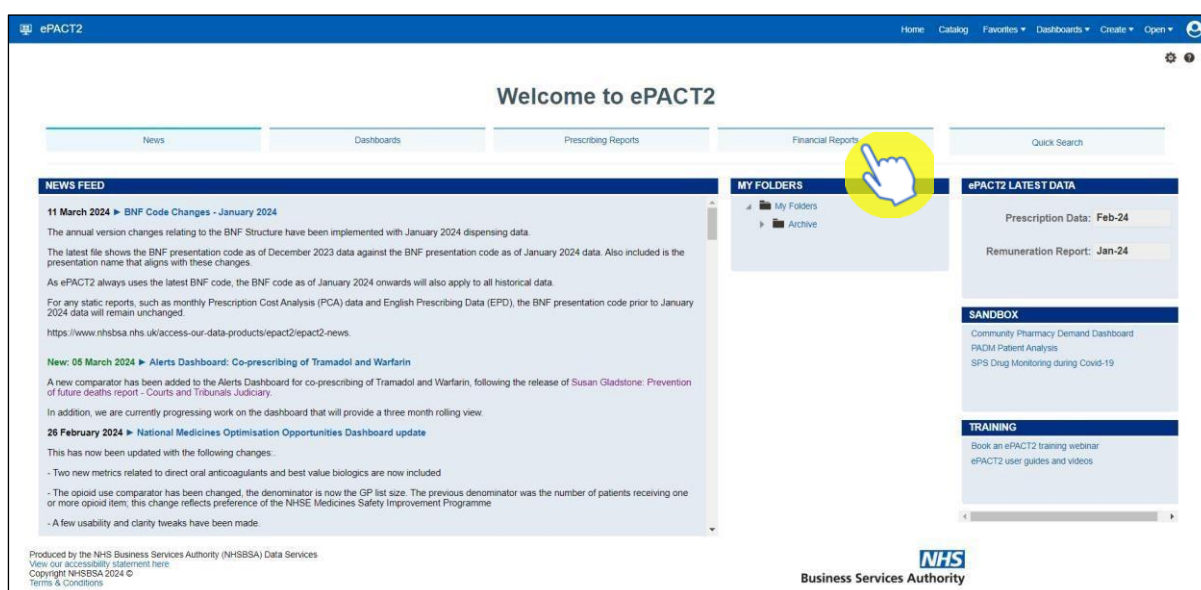 ePACT2
Home Catalog Favorites Dashboards Create Open
Welcome to ePACT2
News Dashboards Prescribing Reports Financial Reports Quick Search
NEWS FEED
11 March 2024 ► BNF Code Changes - January 2024
The annual version changes relating to the BNF Structure have been implemented with January 2024 dispensing data.
The latest file shows the BNF presentation code as of December 2023 data against the BNF presentation code as of January 2024 data. Also included is the
presentation name that aligns with these changes.
As ePACT2 always uses the latest BNF code, the BNF code as of January 2024 onwards will also apply to all historical data.
For any static reports, such as monthly Prescription Cost Analysis (PCA) data and English Prescribing Data (EPD), the BNF presentation code prior to January
2024 data will remain unchanged.
https://www.nhsbsa.nhs.uk/access-our-data-products/epact2/epact2-news.
New: 05 March 2024 ► Alerts Dashboard: Co-prescribing of Tramadol and Warfarin
A new comparator has been added to the Alerts Dashboard for co-prescribing of Tramadol and Warfarin, following the release of Susan Gladstone: Prevention
of future deaths report - Courts and Tribunals Judiciary.
In addition, we are currently progressing work on the dashboard that will provide a three month rolling view.
26 February 2024 ► National Medicines Optimisation Opportunities Dashboard update
This has now been updated with the following changes:.
- Two new metrics related to direct oral anticoagulants and best value biologics are now included
- The opioid use comparator has been changed, the denominator is now the GP list size. The previous denominator was the number of patients receiving one
or more opioid item; this change reflects preference of the NHSE Medicines Safety Improvement Programme
- A few usability and clarity tweaks have been made.
MY FOLDERS
My Folders
Archive
ePACT2 LATEST DATA
Prescription Data: Feb-24
Remuneration Report: Jan-24
SANDBOX
Community Pharmacy Demand Dashboard
PADM Patient Analysis
SPS Drug Monitoring during Covid-19
TRAINING
Book an ePACT2 training webinar
ePACT2 user guides and videos
Produced by the NHS Business Services Authority (NHSBSA) Data Services
View our accessibility statement here
Copyright NHSBSA 2024 ©
Terms & Conditions
NHS
Business Services Authority